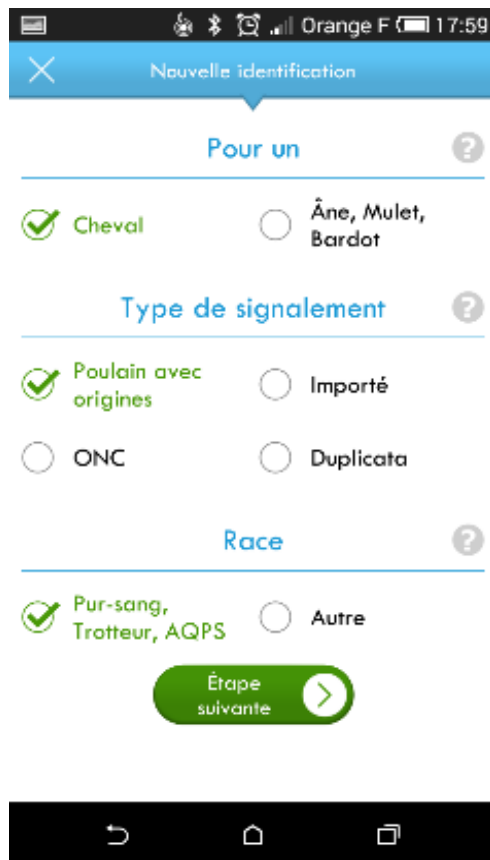 Orange F 17:59
Nouvelle identification
Pour un
?
Cheval
Âne, Mulet,
Bardot
Type de signalement
?
Poulain avec
origines
Importé
ONC
Duplicata
Race
?
Pur-sang,
Trotteur, AQPS
Autre
Étape
suivante